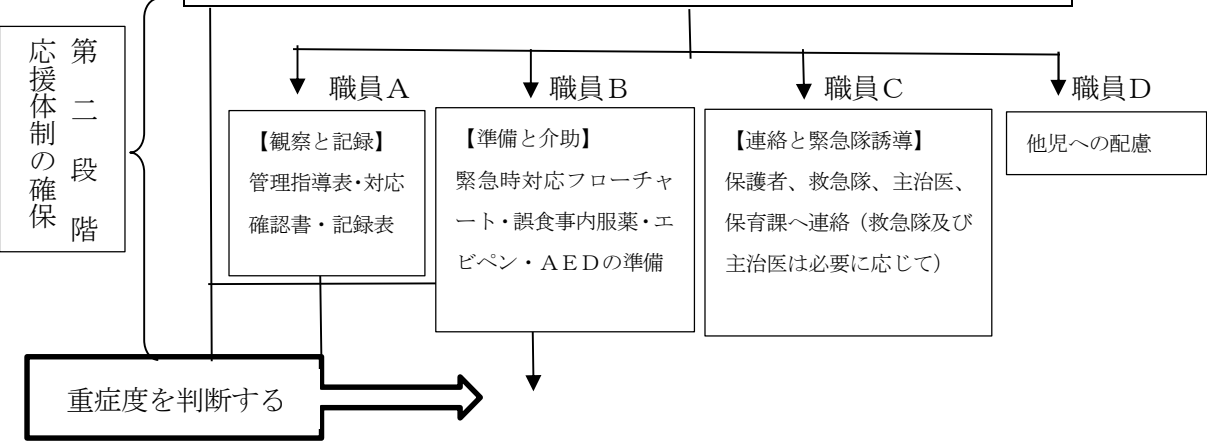 第二段階
応援体制の確保
職員A
【観察と記録】
管理指導表・対応
確認書・記録表
職員B
【準備と介助】
緊急時対応フローチャ
ート・誤食事内服薬・エ
ピペン・AEDの準備
職員C
【連絡と緊急隊誘導】
保護者、救急隊、主治医、
保育課へ連絡（救急隊及び
主治医は必要に応じて）
職員D
他児への配慮
重症度を判断する